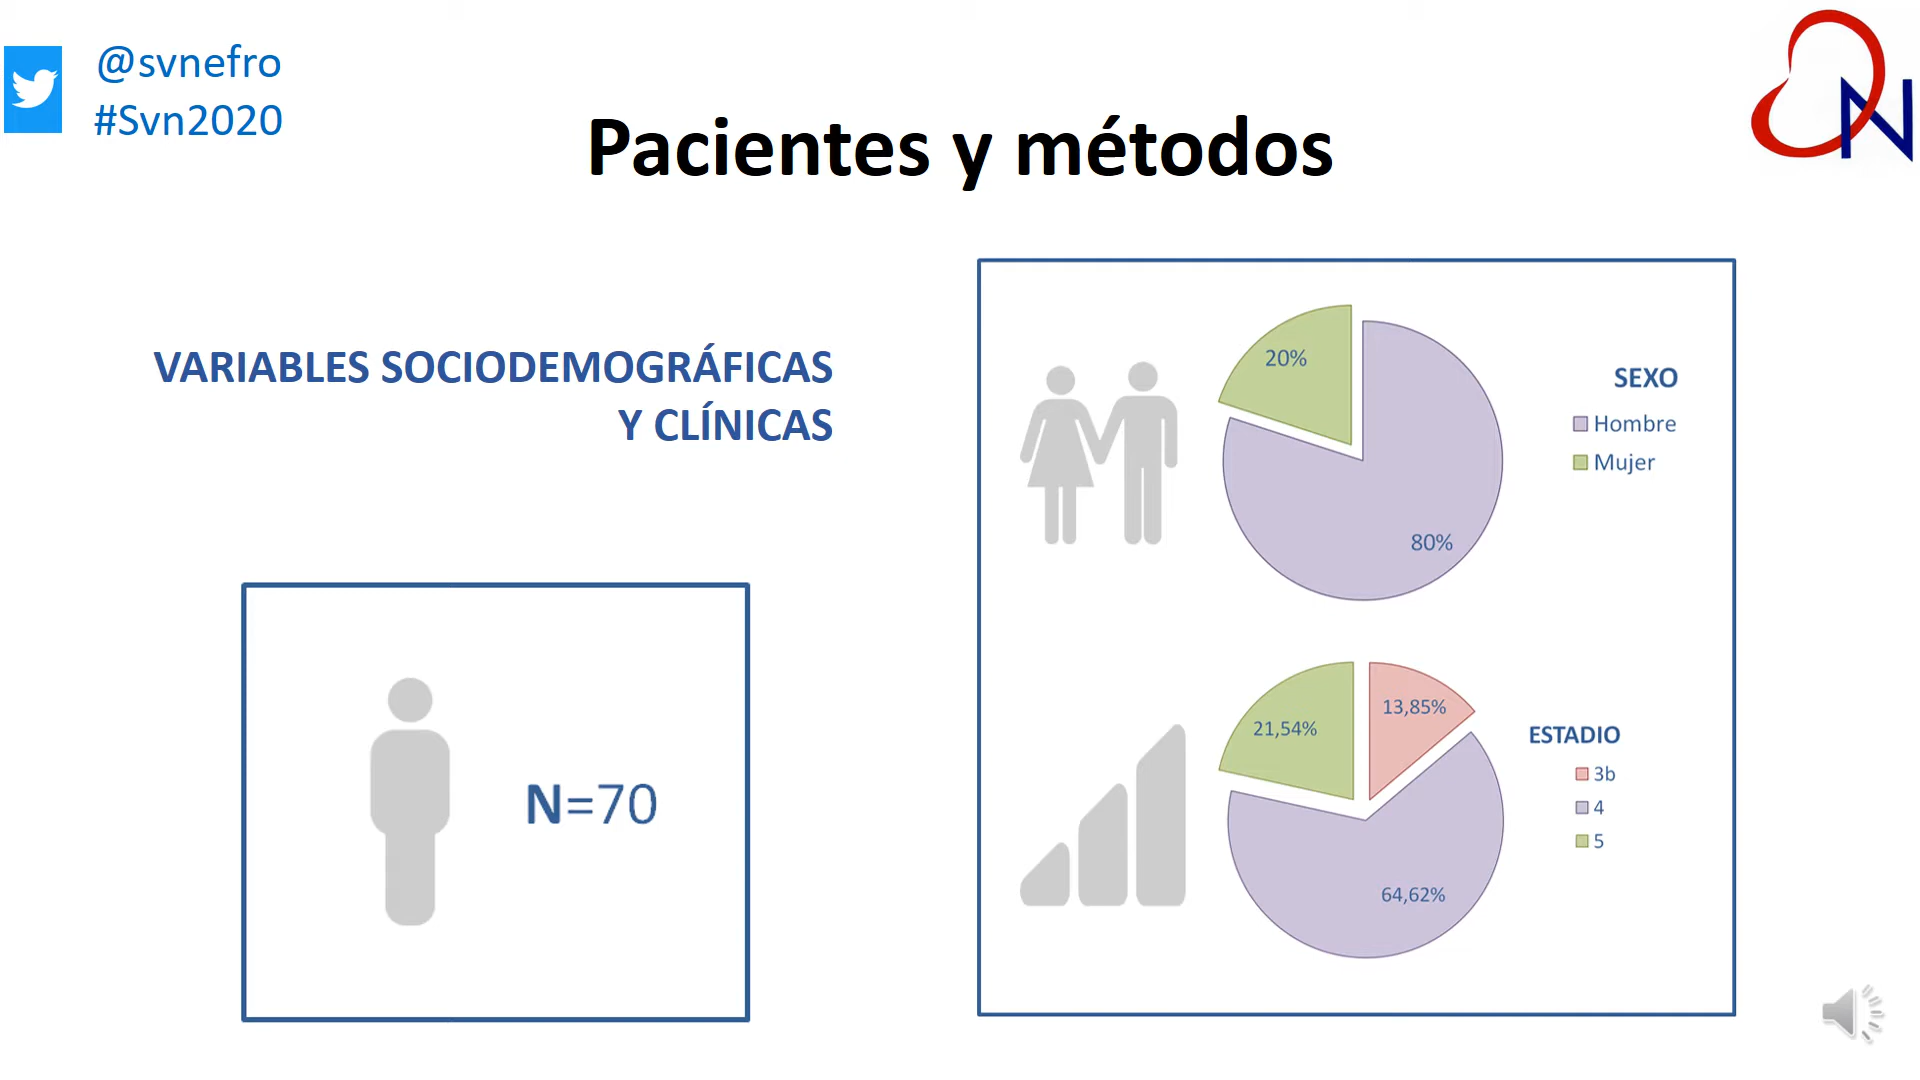 @svnefro
#Svn2020
N
Pacientes y métodos
VARIABLES SOCIODEMOGRÁFICAS
Y CLÍNICAS
N=70
20%
80%
SEXO
Hombre
Mujer
21,54%
13,85%
64,62%
ESTADIO
3b
4
5